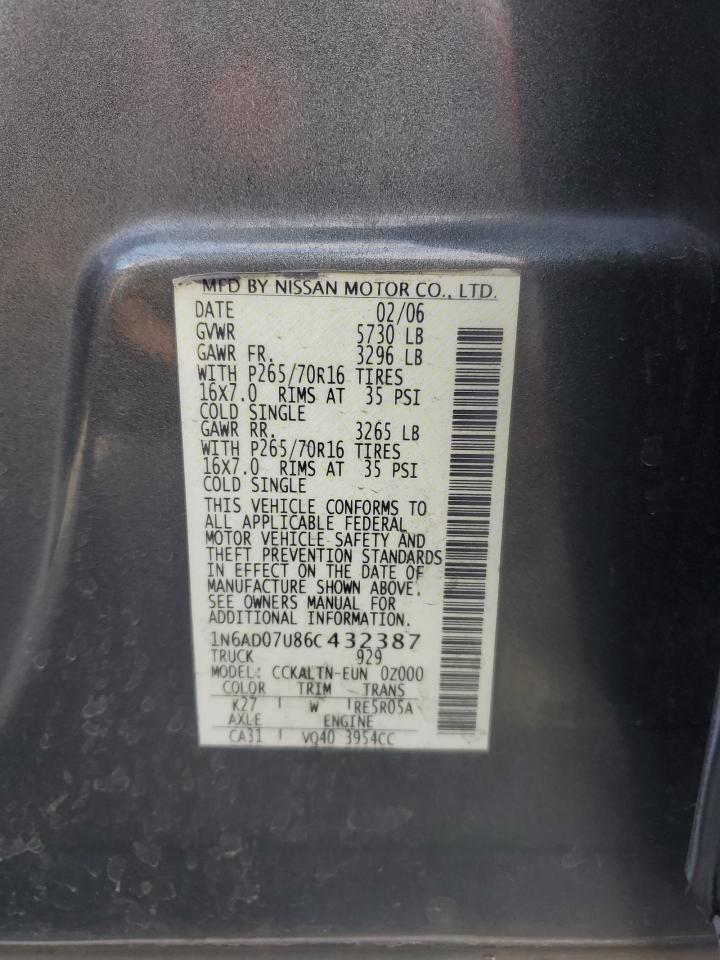 MFD BY NISSAN MOTOR CO., LTD.
DATE 02/06
GVWR 5730 LB
GAWR FR. 3296 LB
WITH P265/70R16 TIRES
16X7.0 RIMS AT 35 PSI
COLD SINGLE
GAWR RR. 3265 LB
WITH P265/70R16 TIRES
16X7.0 RIMS AT 35 PSI
COLD SINGLE
THIS VEHICLE CONFORMS TO
ALL APPLICABLE FEDERAL
MOTOR VEHICLE SAFETY AND
THEFT PREVENTION STANDARDS
IN EFFECT ON THE DATE OF
MANUFACTURE SHOWN ABOVE.
SEE OWNERS MANUAL FOR
ADDITIONAL INFORMATION.
1N6AD07U86C432387
TRUCK 929
MODEL: CCKALTN-EUN 0Z000
COLOR TRIM TRANS
K27 W RE5R05A
AXLE ENGINE
CA31 VQ40 3954CC